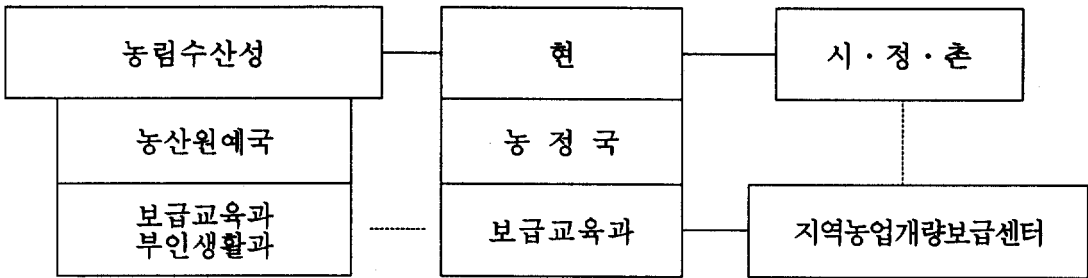 농림수산성
현
시·정·촌
농산원예국
농 정 국
보급교육과
부인생활과
보급교육과
지역농업개량보급센터